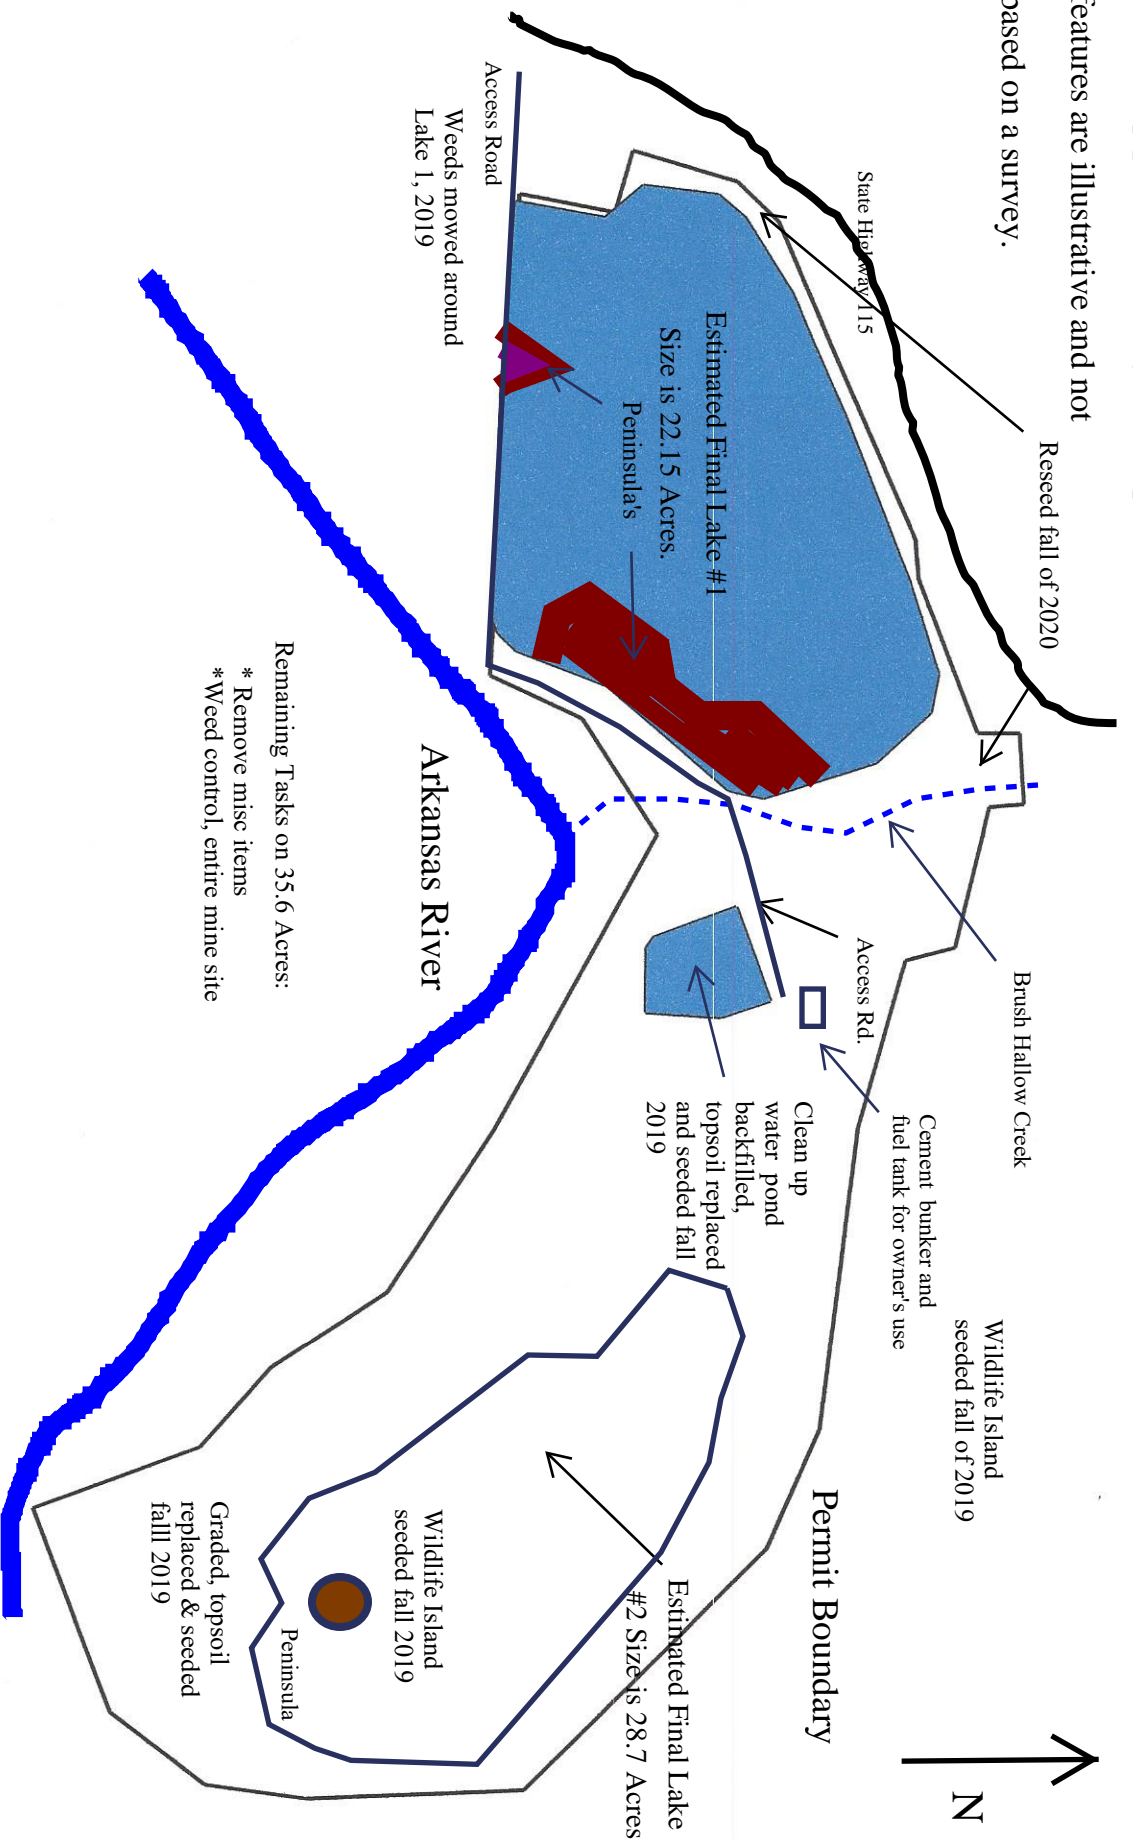 features are illustrative and not
based on a survey.
Reseed fall of 2020
State Highway 115
Access Road
Weeds mowed around
Lake 1, 2019
Estimated Final Lake #1
Size is 22.15 Acres.
Peninsula's
Brush Hallow Creek
Access Rd.
Cement bunker and
fuel tank for owner's use
Clean up
water pond
backfilled,
topsoil replaced
and seeded fall
2019
Arkansas River
Remaining Tasks on 35.6 Acres:
* Remove misc items
*Weed control, entire mine site
Wildlife Island
seeded fall of 2019
Permit Boundary
Estimated Final Lake
#2 Size is 28.7 Acres
Wildlife Island
seeded fall 2019
Peninsula
Graded, topsoil
replaced & seeded
falll 2019
N